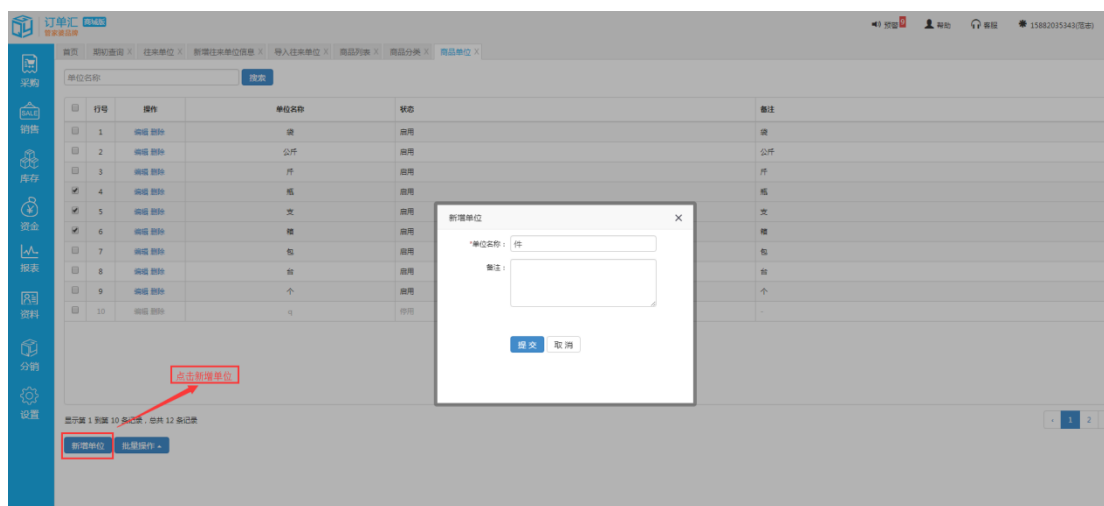 订单汇 商城版
管家婆品牌
预警 帮助 客服 15882035343(范志)
首页 期初查询 X 往来单位 X 新增往来单位信息 X 导入往来单位 X 商品列表 X 商品分类 X 商品单位 X
采购
销售
库存
资金
报表
资料
分销
设置
SALE
单位名称 搜索
行号 操作 单位名称 状态 备注
1 编辑 删除 袋 启用 袋
2 编辑 删除 公斤 启用 公斤
3 编辑 删除 斤 启用 斤
4 编辑 删除 瓶 启用 瓶
5 编辑 删除 支 启用 支
6 编辑 删除 启用
7 编辑 删除 包 启用 包
8 编辑 删除 台 启用 台
9 编辑 删除 个 启用 个
10 编辑 删除 q 停用 -
新增单位 ×
*单位名称： 件
备注：
提交 取消
点击新增单位
显示第 1 到第 10 条记录，总共 12 条记录
‹ 1 2
新增单位 批量操作